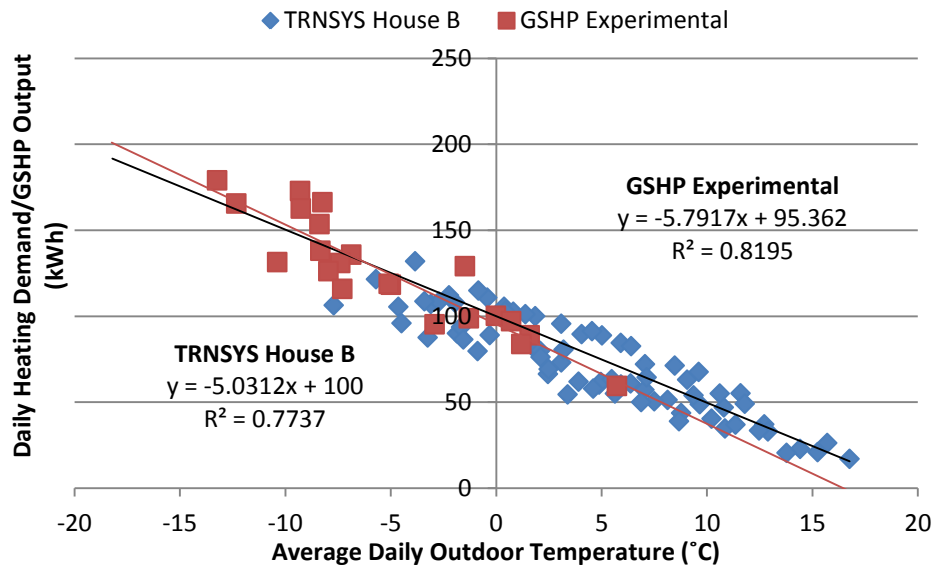 TRNSYS House B GSHP Experimental
Daily Heating Demand/GSHP Output
(kWh)
250
200
150
100
50
0
GSHP Experimental
y = -5.7917x + 95.362
R² = 0.8195
TRNSYS House B
y = -5.0312x + 100
R² = 0.7737
-20 -15 -10 -5 0 5 10 15 20
Average Daily Outdoor Temperature (˚C)